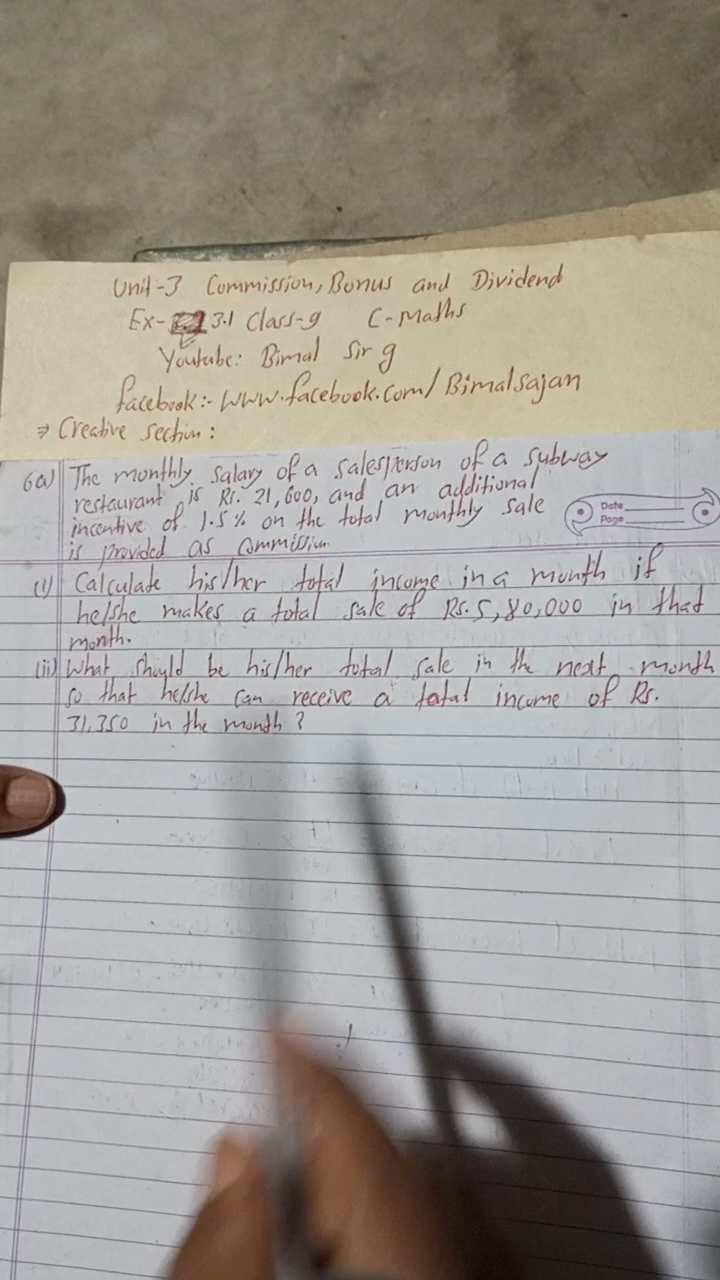 Unit-3 Commission, Bonus and Dividend
Ex- 3.1 Class-9 C-Maths
Youtube: Bimal Sir g
facebook:- www.facebook.com/Bimalsajan
⇒ Creative section:
6a) The monthly salary of a salesperson of a subway
restaurant is Rs. 21,600, and an additional
incentive of 1.5% on the total monthly sale
is provided as commission
Date
Page
(i) Calculate his/her total income in a month if
he/she makes a total sale of Rs. 5,80,000 in that
month.
(ii) What should be his/her total sale in the next month
so that he/she can receive a total income of Rs.
31,350 in the month?